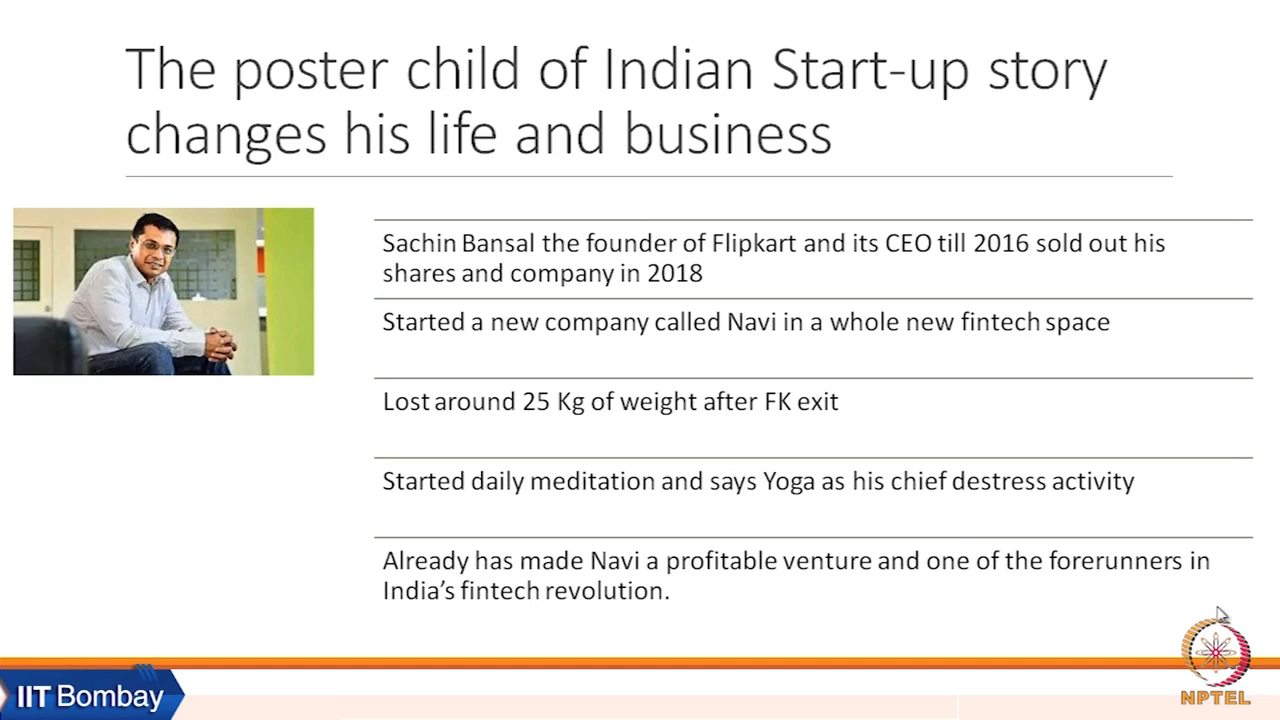 The poster child of Indian Start-up story
changes his life and business
Sachin Bansal the founder of Flipkart and its CEO till 2016 sold out his
shares and company in 2018
Started a new company called Navi in a whole new fintech space
Lost around 25 Kg of weight after FK exit
Started daily meditation and says Yoga as his chief destress activity
Already has made Navi a profitable venture and one of the forerunners in
India’s fintech revolution.
IIT Bombay
NPTEL